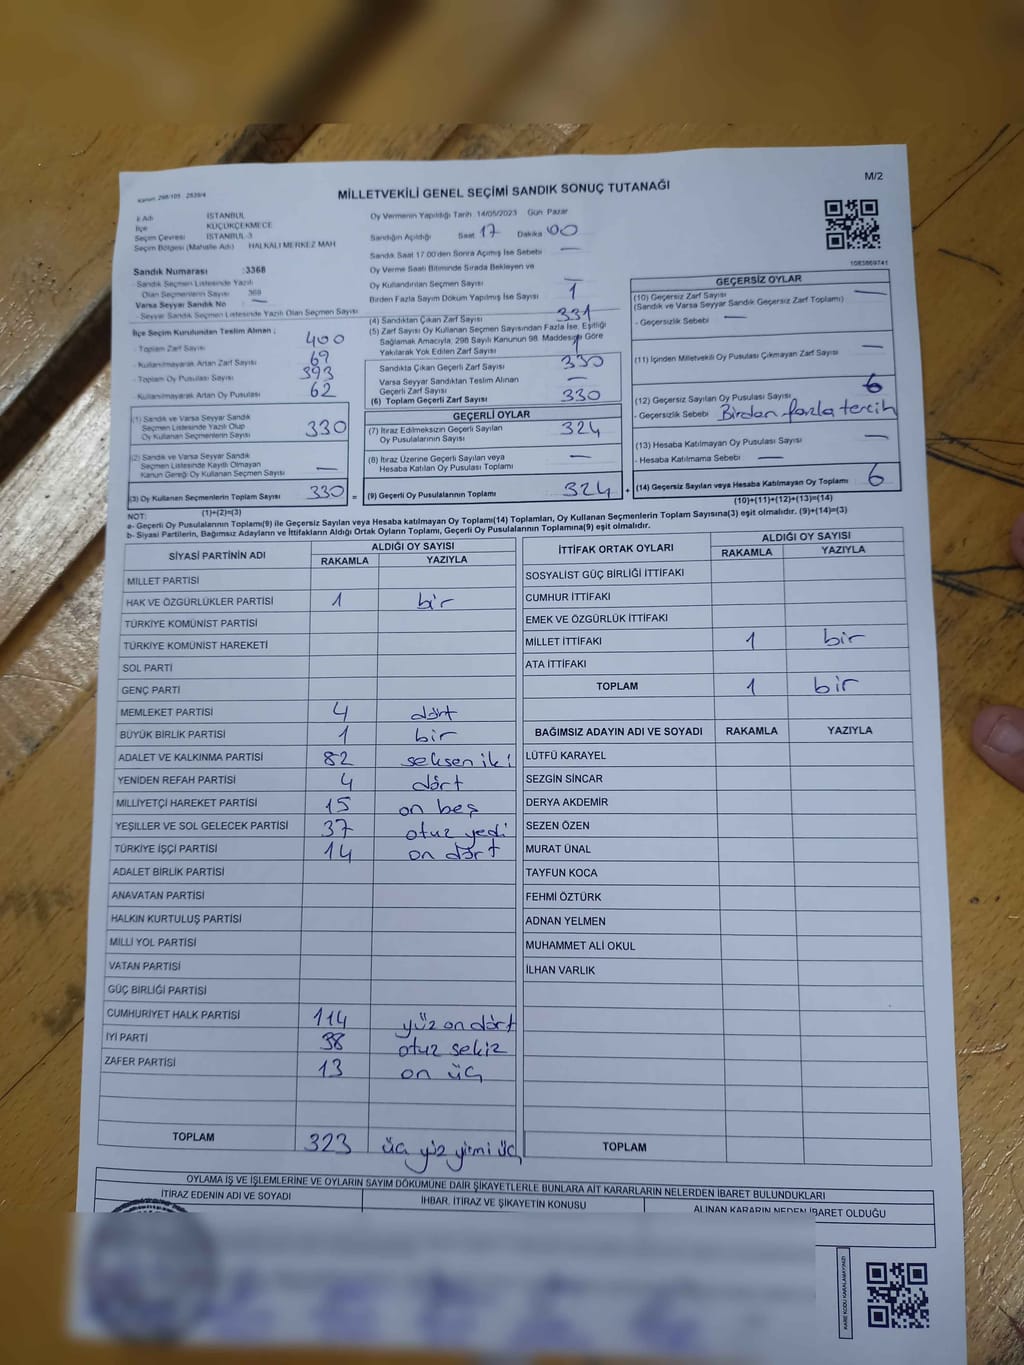 Kanun: 298/105 2839/4
MİLLETVEKİLİ GENEL SEÇİMİ SANDIK SONUÇ TUTANAĞI
M/2
İl Adı İSTANBUL
İlçe KÜÇÜKÇEKMECE
Seçim Çevresi İSTANBUL-3
Seçim Bölgesi (Mahalle Adı) HALKALI MERKEZ MAH
Sandık Numarası :3368
- Sandık Seçmen Listesinde Yazılı
Olan Seçmenlerin Sayısı 369
Varsa Seyyar Sandık No —
- Seyyar Sandık Seçmen Listesinde Yazılı Olan Seçmen Sayısı
İlçe Seçim Kurulundan Teslim Alınan ;
- Toplam Zarf Sayısı 400
- Kullanılmayarak Artan Zarf Sayısı 69
- Toplam Oy Pusulası Sayısı 393
- Kullanılmayarak Artan Oy Pusulası 62
(1) Sandık ve Varsa Seyyar Sandık
Seçmen Listesinde Yazılı Olup
Oy Kullanan Seçmenlerin Sayısı 330
(2) Sandık ve Varsa Seyyar Sandık
Seçmen Listesinde Kayıtlı Olmayan
Kanun Gereği Oy Kullanan Seçmen Sayısı —
(3) Oy Kullanan Seçmenlerin Toplam Sayısı 330 =
(1)+(2)=(3)
Oy Vermenin Yapıldığı Tarih :14/05/2023 Gün Pazar
Sandığın Açıldığı Saat 17 Dakika 00
Sandık Saat 17:00'den Sonra Açılmış İse Sebebi —
Oy Verme Saati Bitiminde Sırada Bekleyen ve
Oy Kullandırılan Seçmen Sayısı —
Birden Fazla Sayım Döküm Yapılmış İse Sayısı 1
(4) Sandıktan Çıkan Zarf Sayısı 331
(5) Zarf Sayısı Oy Kullanan Seçmen Sayısından Fazla İse, Eşitliği
Sağlamak Amacıyla, 298 Sayılı Kanunun 98. Maddesine Göre
Yakılarak Yok Edilen Zarf Sayısı 1
Sandıkta Çıkan Geçerli Zarf Sayısı 330
Varsa Seyyar Sandıktan Teslim Alınan
Geçerli Zarf Sayısı —
(6) Toplam Geçerli Zarf Sayısı 330
GEÇERLİ OYLAR
(7) İtiraz Edilmeksizin Geçerli Sayılan
Oy Pusulalarının Sayısı 324
(8) İtiraz Üzerine Geçerli Sayılan veya
Hesaba Katılan Oy Pusulası Toplamı —
(9) Geçerli Oy Pusulalarının Toplamı 324 +
1083869741
GEÇERSİZ OYLAR
(10) Geçersiz Zarf Sayısı —
(Sandık ve Varsa Seyyar Sandık Geçersiz Zarf Toplamı)
- Geçersizlik Sebebi —
(11) İçinden Milletvekili Oy Pusulası Çıkmayan Zarf Sayısı —
(12) Geçersiz Sayılan Oy Pusulası Sayısı 6
- Geçersizlik Sebebi Birden fazla tercih
(13) Hesaba Katılmayan Oy Pusulası Sayısı —
- Hesaba Katılmama Sebebi —
(14) Geçersiz Sayılan veya Hesaba Katılmayan Oy Toplamı 6
(10)+(11)+(12)+(13)=(14)
NOT:
a- Geçerli Oy Pusulalarının Toplamı(9) ile Geçersiz Sayılan veya Hesaba katılmayan Oy Toplamı(14) Toplamları, Oy Kullanan Seçmenlerin Toplam Sayısına(3) eşit olmalıdır. (9)+(14)=(3)
b- Siyasi Partilerin, Bağımsız Adayların ve İttifakların Aldığı Ortak Oyların Toplamı, Geçerli Oy Pusulalarının Toplamına(9) eşit olmalıdır.
SİYASİ PARTİNİN ADI ALDIĞI OY SAYISI
RAKAMLA YAZIYLA
MİLLET PARTİSİ
HAK VE ÖZGÜRLÜKLER PARTİSİ 1 bir
TÜRKİYE KOMÜNİST PARTİSİ
TÜRKİYE KOMÜNİST HAREKETİ
SOL PARTİ
GENÇ PARTİ
MEMLEKET PARTİSİ 4 dört
BÜYÜK BİRLİK PARTİSİ 1 bir
ADALET VE KALKINMA PARTİSİ 82 seksen iki
YENİDEN REFAH PARTİSİ 4 dört
MİLLİYETÇİ HAREKET PARTİSİ 15 on beş
YEŞİLLER VE SOL GELECEK PARTİSİ 37 otuz yedi
TÜRKİYE İŞÇİ PARTİSİ 14 on dört
ADALET BİRLİK PARTİSİ
ANAVATAN PARTİSİ
HALKIN KURTULUŞ PARTİSİ
MİLLİ YOL PARTİSİ
VATAN PARTİSİ
GÜÇ BİRLİĞİ PARTİSİ
CUMHURİYET HALK PARTİSİ 114 yüz on dört
İYİ PARTİ 38 otuz sekiz
ZAFER PARTİSİ 13 on üç
TOPLAM 323 üç yüz yirmi üç
İTTİFAK ORTAK OYLARI ALDIĞI OY SAYISI
RAKAMLA YAZIYLA
SOSYALİST GÜÇ BİRLİĞİ İTTİFAKI
CUMHUR İTTİFAKI
EMEK VE ÖZGÜRLÜK İTTİFAKI
MİLLET İTTİFAKI 1 bir
ATA İTTİFAKI
TOPLAM 1 bir
BAĞIMSIZ ADAYIN ADI VE SOYADI RAKAMLA YAZIYLA
LÜTFÜ KARAYEL
SEZGİN SİNCAR
DERYA AKDEMİR
SEZEN ÖZEN
MURAT ÜNAL
TAYFUN KOCA
FEHMİ ÖZTÜRK
ADNAN YELMEN
MUHAMMET ALİ OKUL
İLHAN VARLIK
TOPLAM
OYLAMA İŞ VE İŞLEMLERİNE VE OYLARIN SAYIM DÖKÜMÜNE DAİR ŞİKAYETLERLE BUNLARA AİT KARARLARIN NELERDEN İBARET BULUNDUKLARI
İTİRAZ EDENİN ADI VE SOYADI İHBAR, İTİRAZ VE ŞİKAYETİN KONUSU ALINAN KARARIN NEDEN İBARET OLDUĞU
KARE KODU KARALAMAYINIZ!